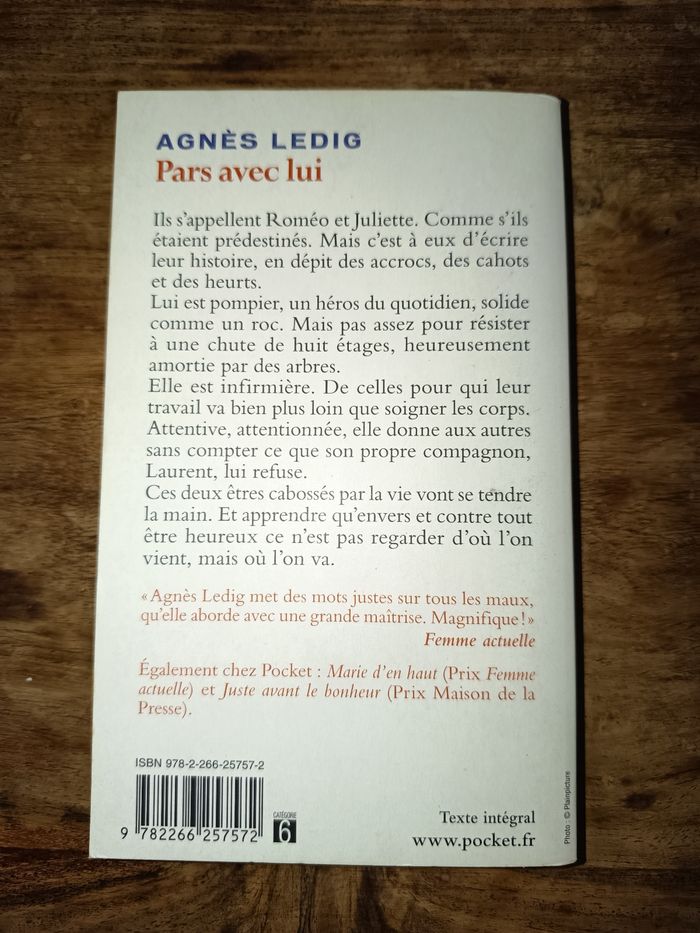 AGNÈS LEDIG
Pars avec lui
Ils s'appellent Roméo et Juliette. Comme s'ils
étaient prédestinés. Mais c'est à eux d'écrire
leur histoire, en dépit des accrocs, des cahots
et des heurts.
Lui est pompier, un héros du quotidien, solide
comme un roc. Mais pas assez pour résister
à une chute de huit étages, heureusement
amortie par des arbres.
Elle est infirmière. De celles pour qui leur
travail va bien plus loin que soigner les corps.
Attentive, attentionnée, elle donne aux autres
sans compter ce que son propre compagnon,
Laurent, lui refuse.
Ces deux êtres cabossés par la vie vont se tendre
la main. Et apprendre qu'envers et contre tout
être heureux ce n'est pas regarder d'où l'on
vient, mais où l'on va.
« Agnès Ledig met des mots justes sur tous les maux,
qu'elle aborde avec une grande maîtrise. Magnifique ! »
Femme actuelle
Également chez Pocket : Marie d'en haut (Prix Femme
actuelle) et Juste avant le bonheur (Prix Maison de la
Presse).
ISBN 978-2-266-25757-2
9 782266 257572
CATÉGORIE
6
Texte intégral
www.pocket.fr
Photo : © Plainpicture